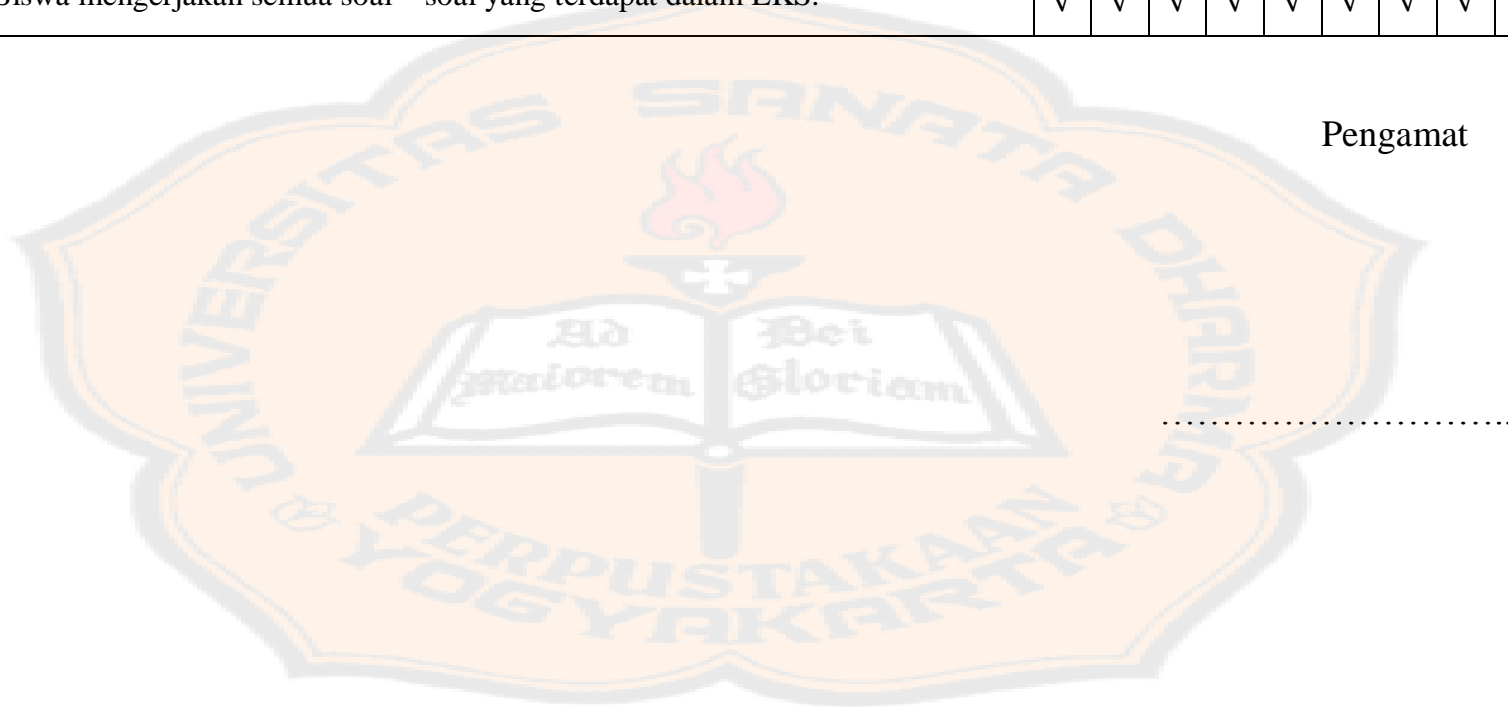 Siswa mengerjakan semua soal – soal yang terdapat dalam LKS. √ √ √ √ √ √ √ √
Pengamat
UNIVERSITAS SANATA DHARMA
Ad Dei
Maiorem Gloriam
……………………….
PERPUSTAKAAN
YOGYAKARTA